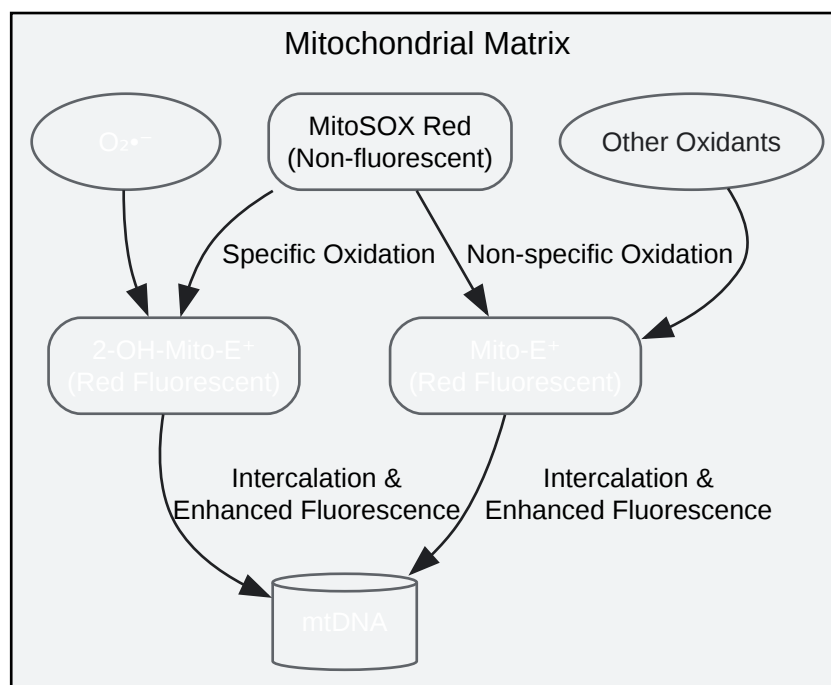 Mitochondrial Matrix
O₂•⁻
MitoSOX Red
(Non-fluorescent)
Other Oxidants
Specific Oxidation
Non-specific Oxidation
2-OH-Mito-E⁺
(Red Fluorescent)
Mito-E⁺
(Red Fluorescent)
Intercalation &
Enhanced Fluorescence
Intercalation &
Enhanced Fluorescence
mtDNA